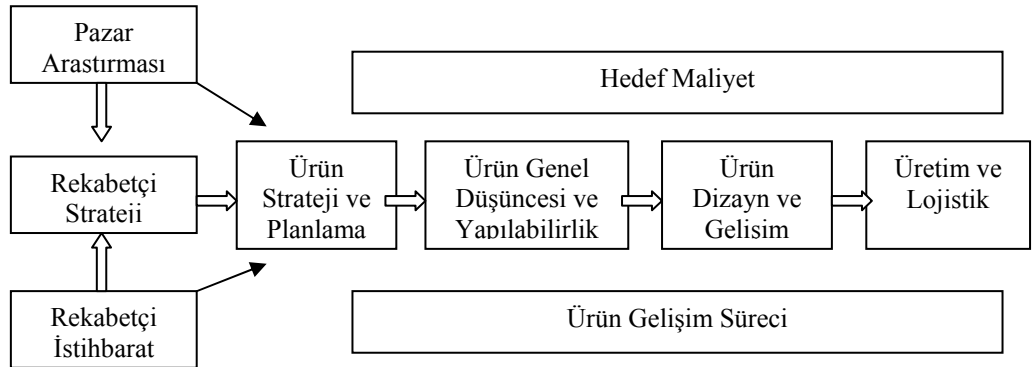 Pazar
Arastırması
Hedef Maliyet
Rekabetçi
Strateji
Ürün
Strateji ve
Planlama
Ürün Genel
Düşüncesi ve
Yapılabilirlik
Ürün
Dizayn ve
Gelisim
Üretim ve
Lojistik
Rekabetçi
İstihbarat
Ürün Gelişim Süreci